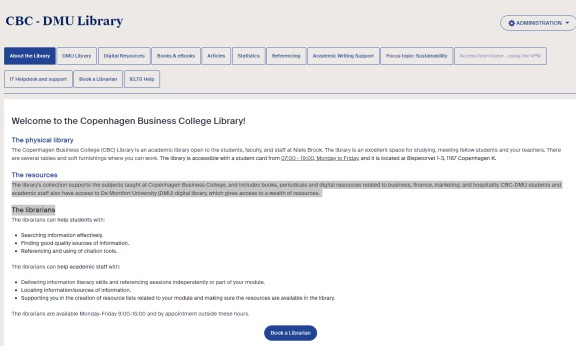 CBC - DMU Library
ADMINISTRATION
About the Library
DMU Library
Digital Resources
Books & eBooks
Articles
Statistics
Referencing
Academic Writing Support
Focus topic: Sustainability
Access from home - using the VPN
IT Helpdesk and support
Book a Librarian
IELTS Help
Welcome to the Copenhagen Business College Library!
The physical library
The Copenhagen Business College (CBC) Library is an academic library open to the students, faculty, and staff at Niels Brock. The library is an excellent space for studying, meeting fellow students and your teachers. There
are several tables and soft furnishings where you can work. The library is accessible with a student card from 07:00 - 19:00, Monday to Friday, and it is located at Bispetorvet 1-3, 1167 Copenhagen K.
The resources
The library's collection supports the subjects taught at Copenhagen Business College, and includes books, periodicals and digital resources related to business, finance, marketing, and hospitality. CBC-DMU students and
academic staff also have access to De Montfort University (DMU) digital library, which gives access to a wealth of resources.
The librarians
The librarians can help students with:
• Searching information effectively.
• Finding good quality sources of information.
• Referencing and using of citation tools.
The librarians can help academic staff with:
• Delivering information literacy skills and referencing sessions independently or part of your module.
• Locating information/sources of information.
• Supporting you in the creation of resource lists related to your module and making sure the resources are available in the library.
The librarians are available Monday-Friday 9:00-15:00 and by appointment outside these hours.
Book a Librarian